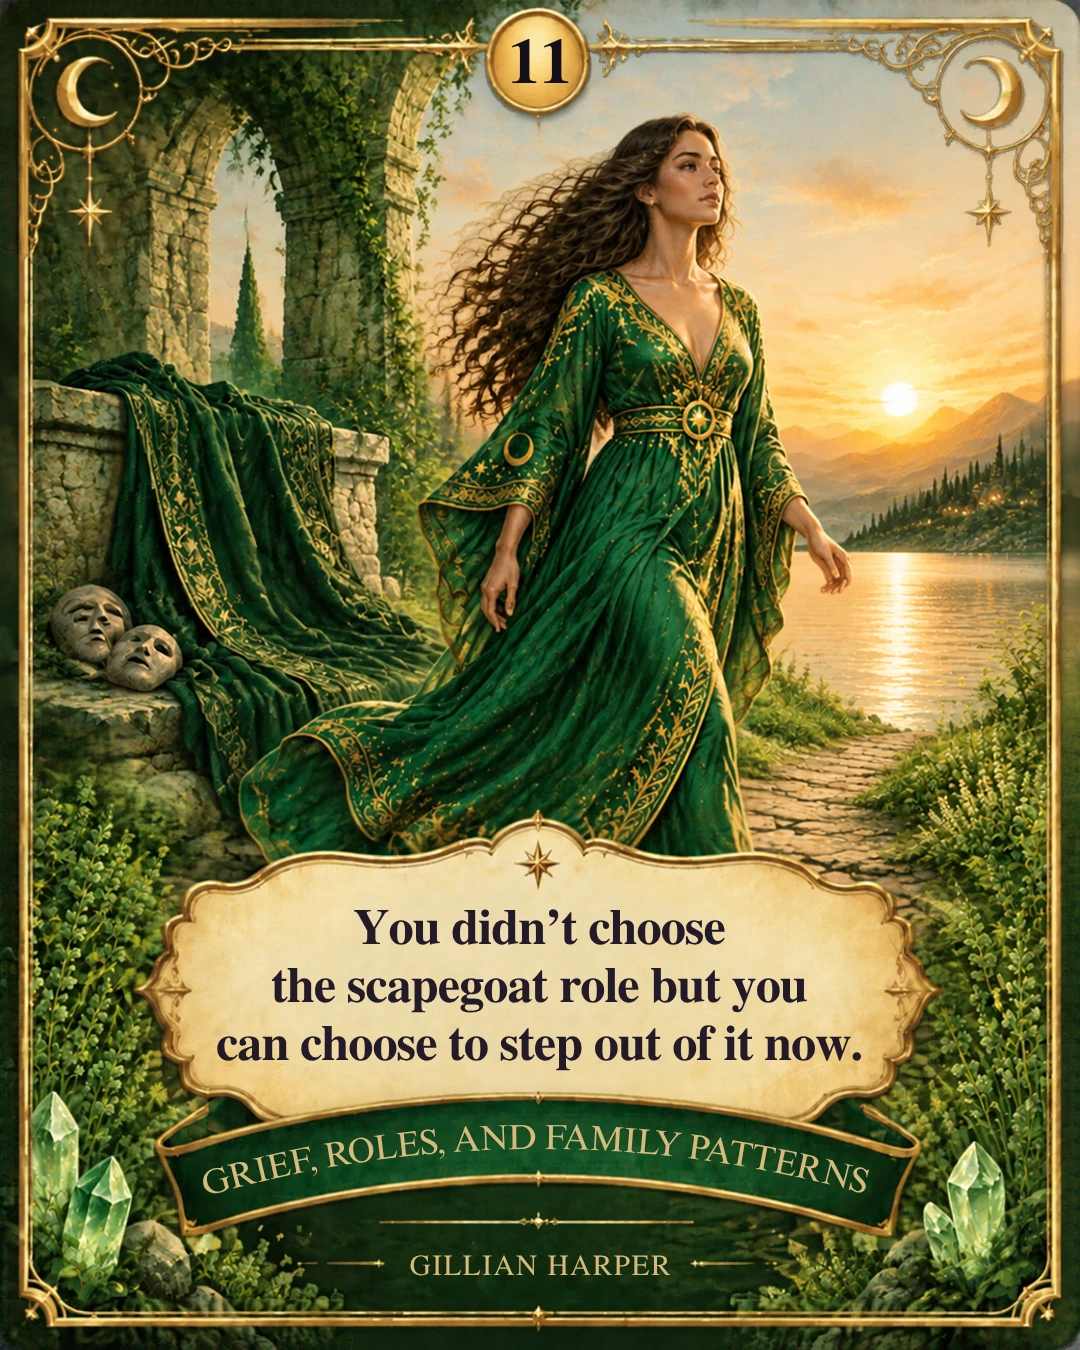 11
You didn’t choose
the scapegoat role but you
can choose to step out of it now.
GRIEF, ROLES, AND FAMILY PATTERNS
GILLIAN HARPER